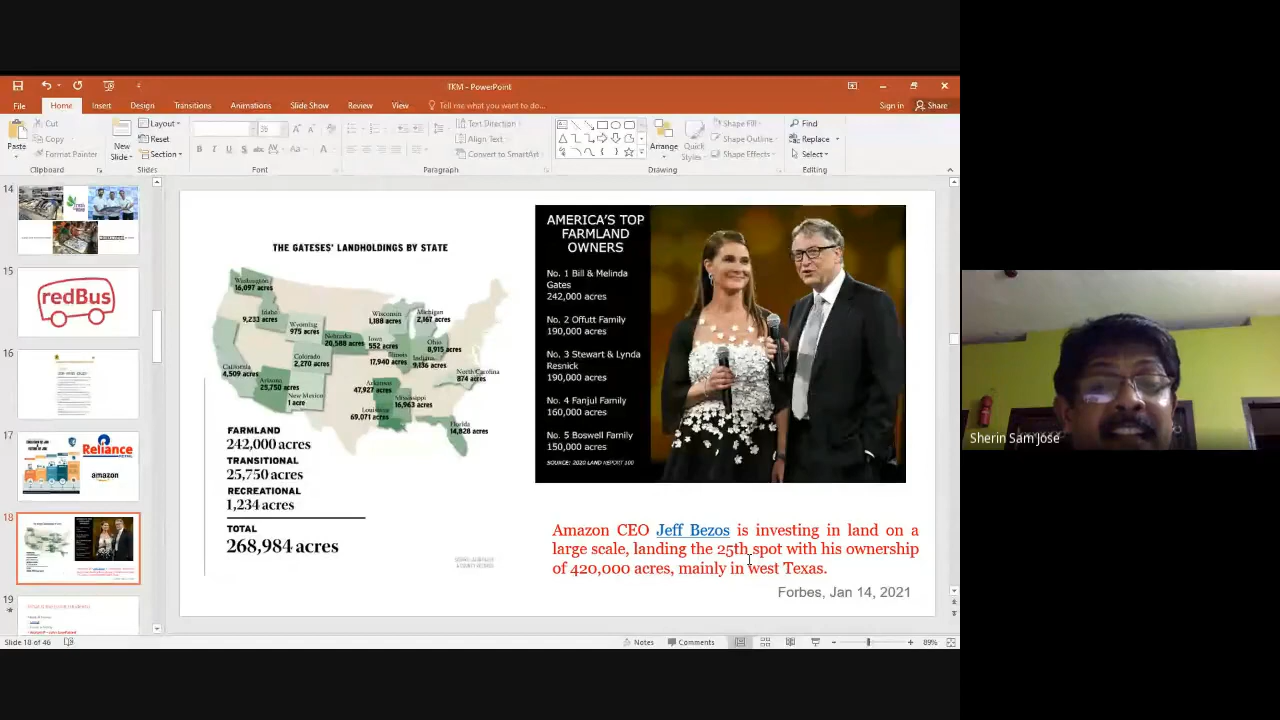 TKM - PowerPoint
File Home Insert Design Transitions Animations Slide Show Review View Tell me what you want to do... Sign in Share
Paste
Cut
Copy
Format Painter
Clipboard
New
Slide
Layout
Reset
Section
Slides
Font
Text Direction
Align Text
Convert to SmartArt
Paragraph
Arrange
Quick
Styles
Shape Fill
Shape Outline
Shape Effects
Drawing
Find
Replace
Select
Editing
14
15
redBus
16
17
Reliance
amazon
18
19
THE GATESES' LANDHOLDINGS BY STATE
Washington
16,097 acres
Idaho
9,233 acres
Wyoming
975 acres
Nebraska
20,588 acres
Wisconsin
1,188 acres
Michigan
2,167 acres
Iowa
552 acres
Ohio
8,915 acres
Illinois
17,940 acres
Indiana
9,136 acres
Colorado
2,270 acres
California
4,509 acres
Arizona
25,750 acres
New Mexico
1 acre
Arkansas
47,927 acres
North Carolina
874 acres
Mississippi
16,963 acres
Louisiana
69,071 acres
Florida
14,828 acres
FARMLAND
242,000 acres
TRANSITIONAL
25,750 acres
RECREATIONAL
1,234 acres
TOTAL
268,984 acres
AMERICA'S TOP
FARMLAND
OWNERS
No. 1 Bill & Melinda
Gates
242,000 acres
No. 2 Offutt Family
190,000 acres
No. 3 Stewart & Lynda
Resnick
190,000 acres
No. 4 Fanjul Family
160,000 acres
No. 5 Boswell Family
150,000 acres
SOURCE: 2020 LAND REPORT 100
Amazon CEO Jeff Bezos is investing in land on a
large scale, landing the 25th spot with his ownership
of 420,000 acres, mainly in west Texas.
Forbes, Jan 14, 2021
Slide 18 of 46
Notes
Comments
89%
Sherin Sam Jose